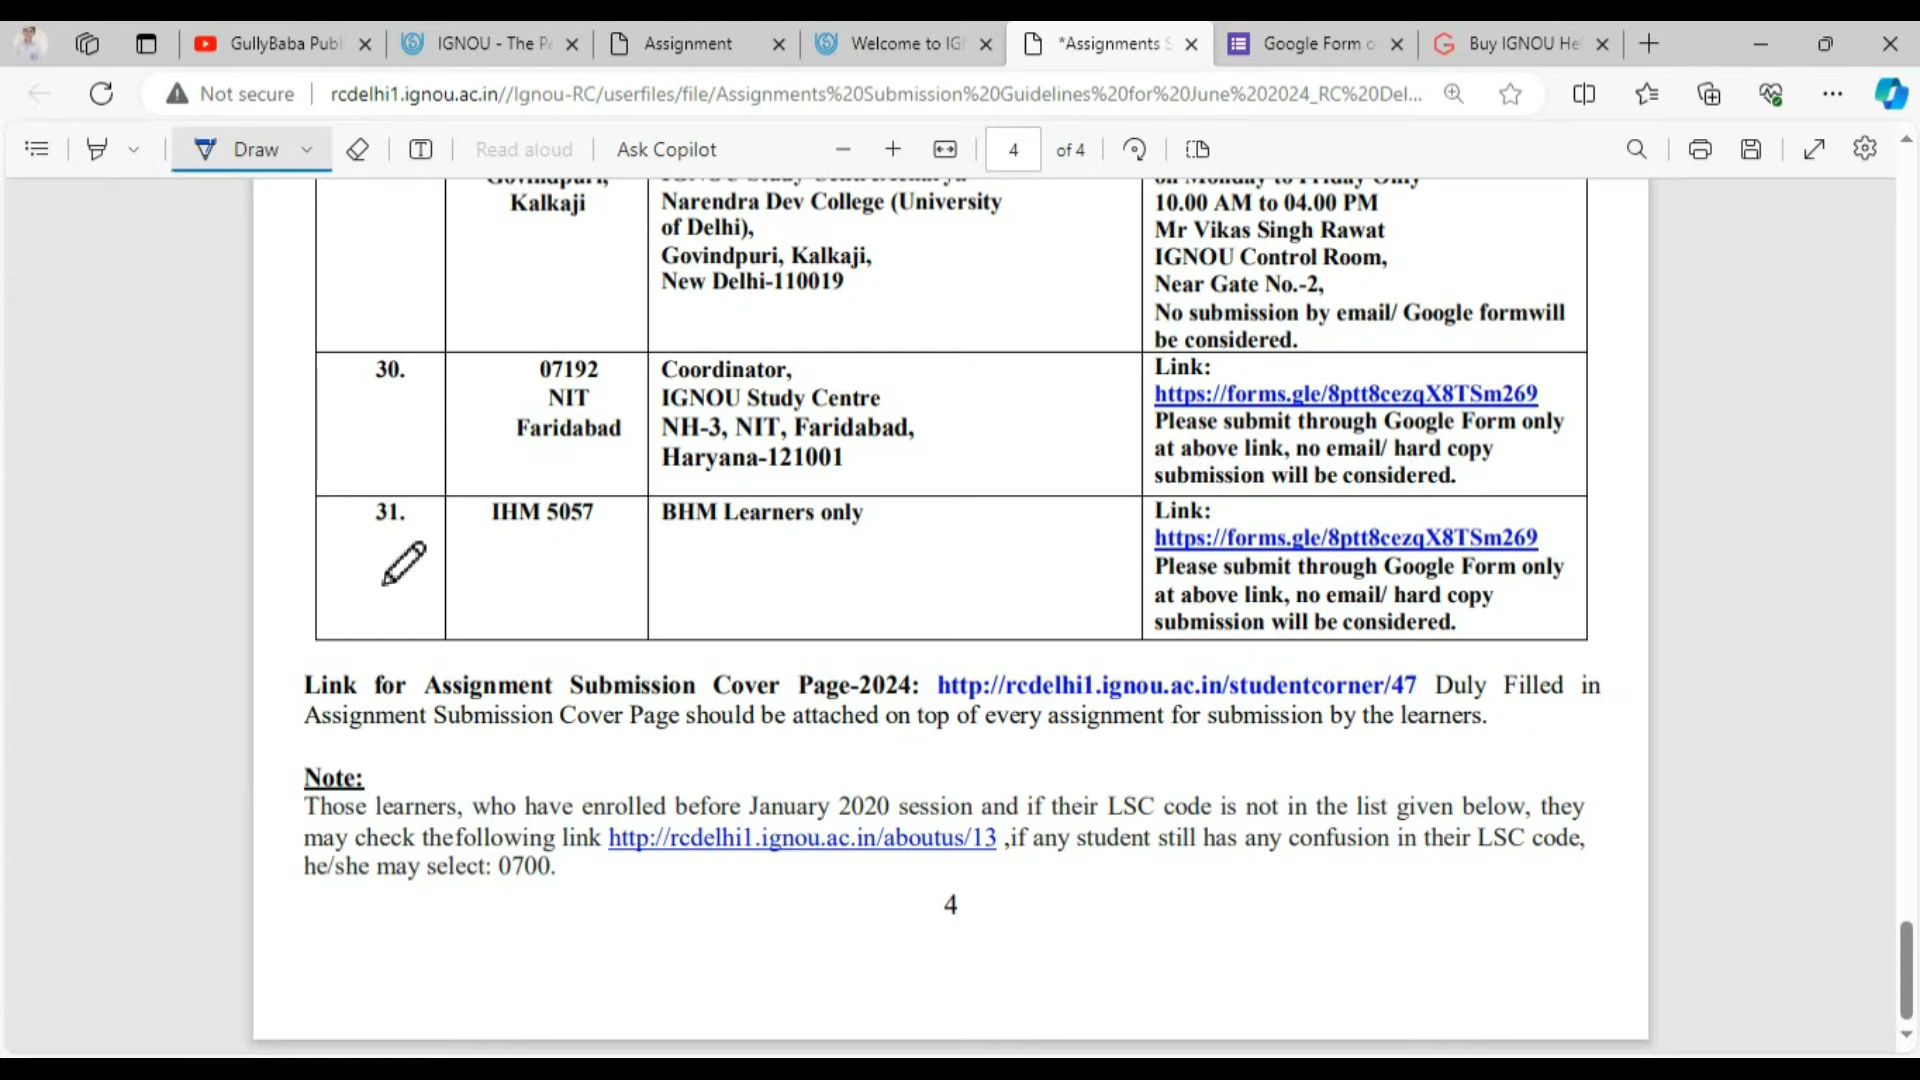 GullyBaba Publ
IGNOU - The Pe
Assignment
Welcome to IG
*Assignments S
Google Form o
Buy IGNOU He
Not secure
rcdelhi1.ignou.ac.in//Ignou-RC/userfiles/file/Assignments%20Submission%20Guidelines%20for%20June%202024_RC%20Del...
Draw
Read aloud
Ask Copilot
4
of 4
Govindpuri,
Kalkaji
Narendra Dev College (University
of Delhi),
Govindpuri, Kalkaji,
New Delhi-110019
on Monday to Friday Only
10.00 AM to 04.00 PM
Mr Vikas Singh Rawat
IGNOU Control Room,
Near Gate No.-2,
No submission by email/ Google formwill
be considered.
30.
07192
NIT
Faridabad
Coordinator,
IGNOU Study Centre
NH-3, NIT, Faridabad,
Haryana-121001
Link:
https://forms.gle/8ptt8cezqX8TSm269
Please submit through Google Form only
at above link, no email/ hard copy
submission will be considered.
31.
IHM 5057
BHM Learners only
Link:
https://forms.gle/8ptt8cezqX8TSm269
Please submit through Google Form only
at above link, no email/ hard copy
submission will be considered.
Link for Assignment Submission Cover Page-2024: http://rcdelhi1.ignou.ac.in/studentcorner/47 Duly Filled in
Assignment Submission Cover Page should be attached on top of every assignment for submission by the learners.
Note:
Those learners, who have enrolled before January 2020 session and if their LSC code is not in the list given below, they
may check thefollowing link http://rcdelhi1.ignou.ac.in/aboutus/13 ,if any student still has any confusion in their LSC code,
he/she may select: 0700.
4